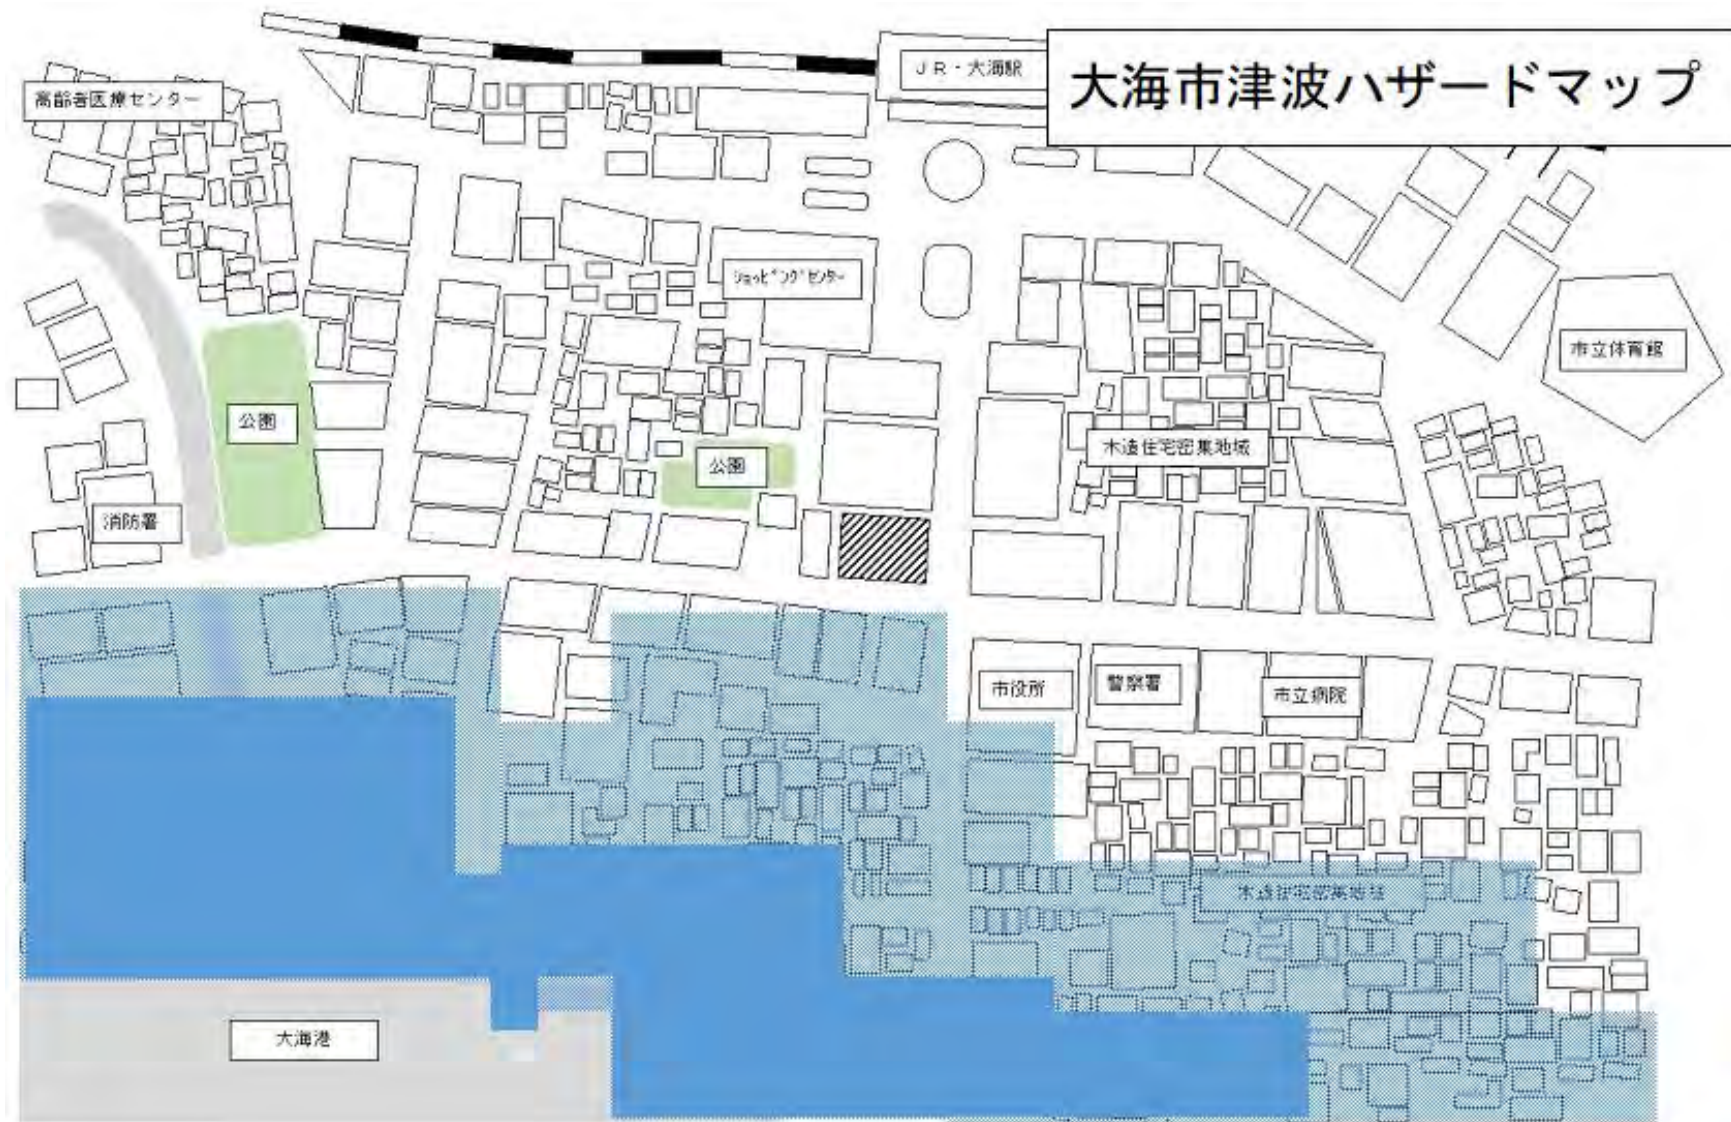 大海市津波ハザードマップ
JR・大海駅
高齢者医療センター
ショッピングセンター
市立体育館
公園
公園
木造住宅密集地域
消防署
市役所
警察署
市立病院
木造住宅密集地域
大海港